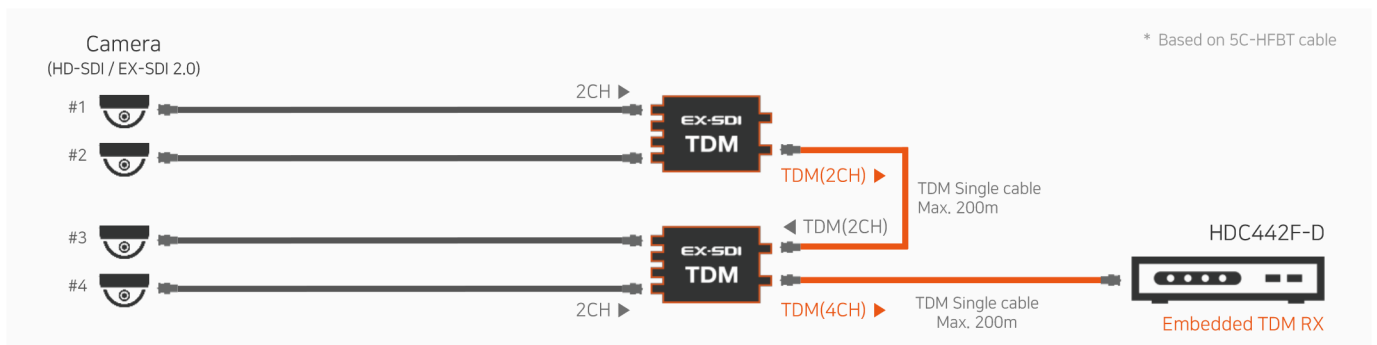 Camera
(HD-SDI / EX-SDI 2.0)
* Based on 5C-HFBT cable
#1
2CH ▶
EX-SDI
TDM
#2
TDM(2CH) ▶
TDM Single cable
Max. 200m
◀ TDM(2CH)
#3
EX-SDI
TDM
HDC442F-D
#4
2CH ▶
TDM(4CH) ▶
TDM Single cable
Max. 200m
Embedded TDM RX